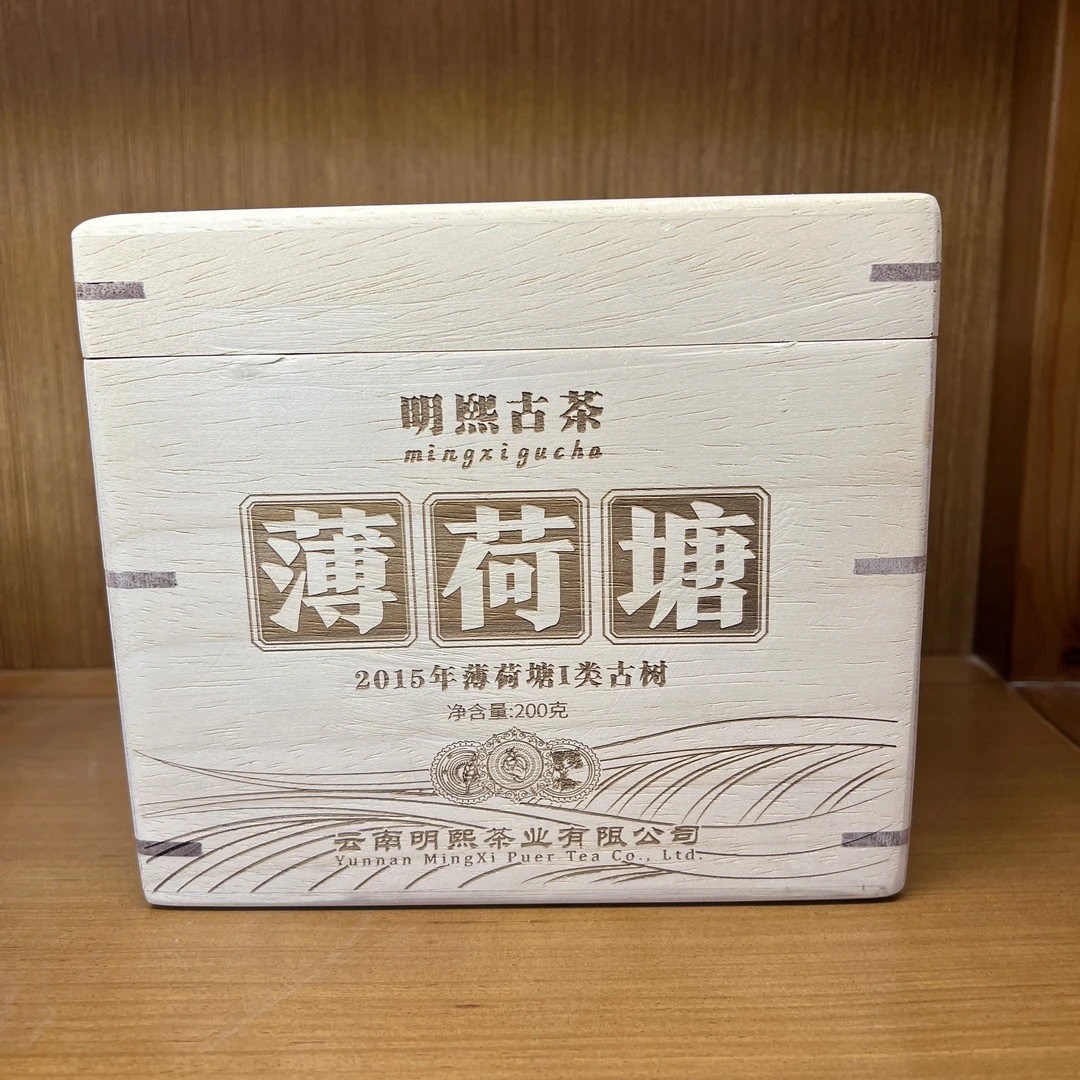 明熙古茶
mingxigucha
薄荷塘
2015年薄荷塘I类古树
净含量:200克
云南明熙茶业有限公司
Yunnan MingXi Puer Tea Co., Ltd.